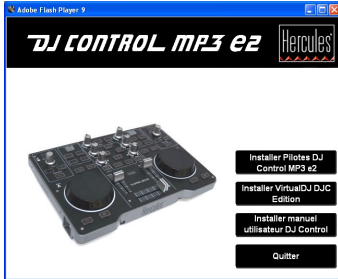 Adobe Flash Player 9
DJ CONTROL MP3 e2
Hercules
Installer Pilotes DJ
Control MP3 e2
Installer VirtualDJ DJC
Edition
Installer manuel
utilisateur DJ Control
Quitter